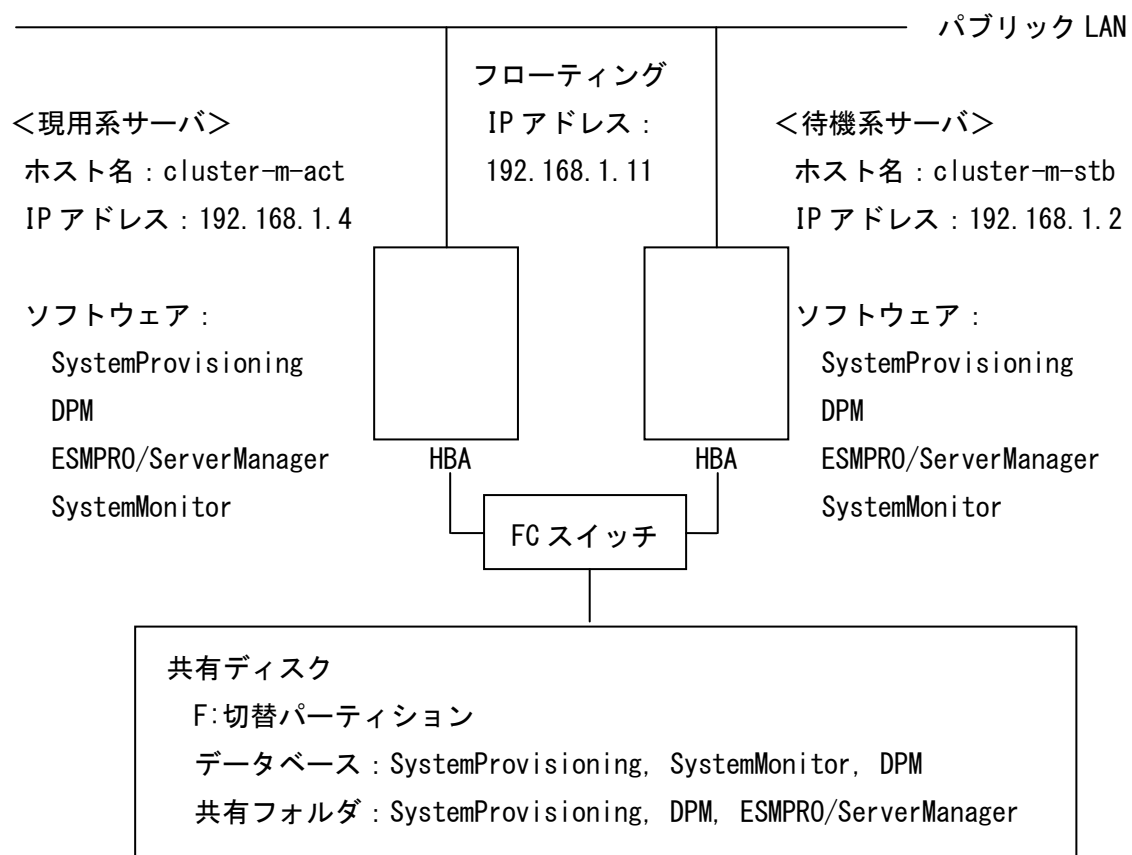 パブリック LAN
フローティング
IP アドレス：
192.168.1.11
＜現用系サーバ＞
ホスト名：cluster-m-act
IP アドレス：192.168.1.4
＜待機系サーバ＞
ホスト名：cluster-m-stb
IP アドレス：192.168.1.2
ソフトウェア：
SystemProvisioning
DPM
ESMPRO/ServerManager
SystemMonitor
ソフトウェア：
SystemProvisioning
DPM
ESMPRO/ServerManager
SystemMonitor
HBA
HBA
FC スイッチ
共有ディスク
F:切替パーティション
データベース：SystemProvisioning, SystemMonitor, DPM
共有フォルダ：SystemProvisioning, DPM, ESMPRO/ServerManager